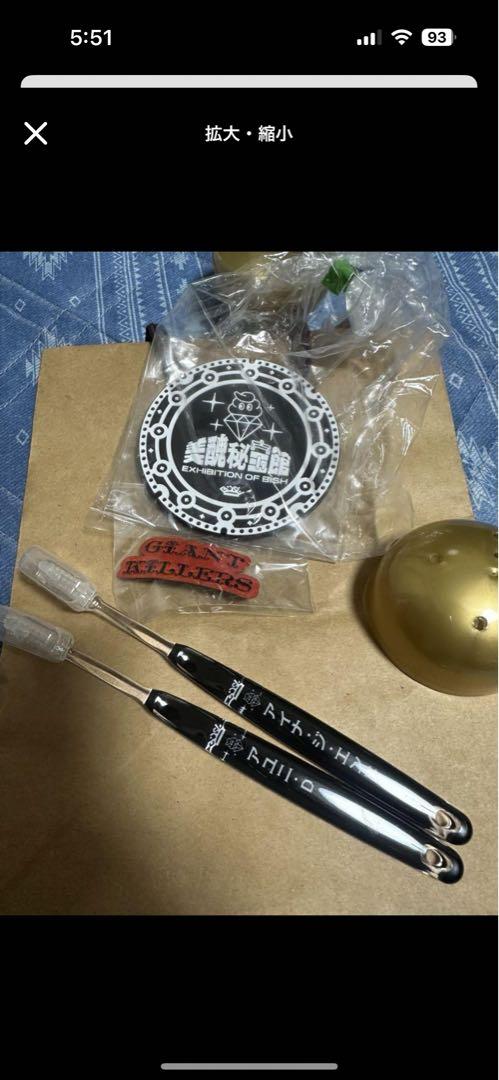 5:51
93
拡大・縮小
美醜秘宝館
EXHIBITION OF BiSH
GIANT
KILLERS
アイナ・ジ・エンド
アユニ・D